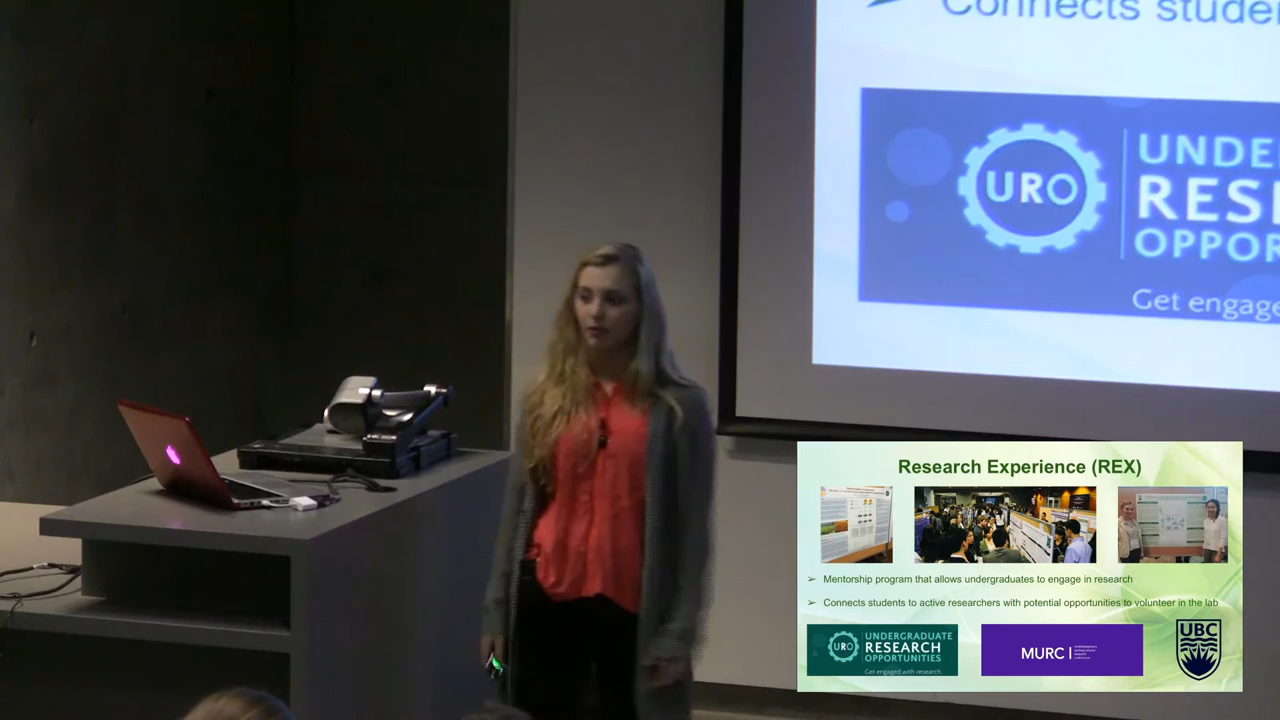 Connects studen
URO
UNDE
RESE
OPPOR
Get engage
Research Experience (REX)
➢ Mentorship program that allows undergraduates to engage in research
➢ Connects students to active researchers with potential opportunities to volunteer in the lab
URO
UNDERGRADUATE
RESEARCH
OPPORTUNITIES
Get engaged with research.
MURC
UBC